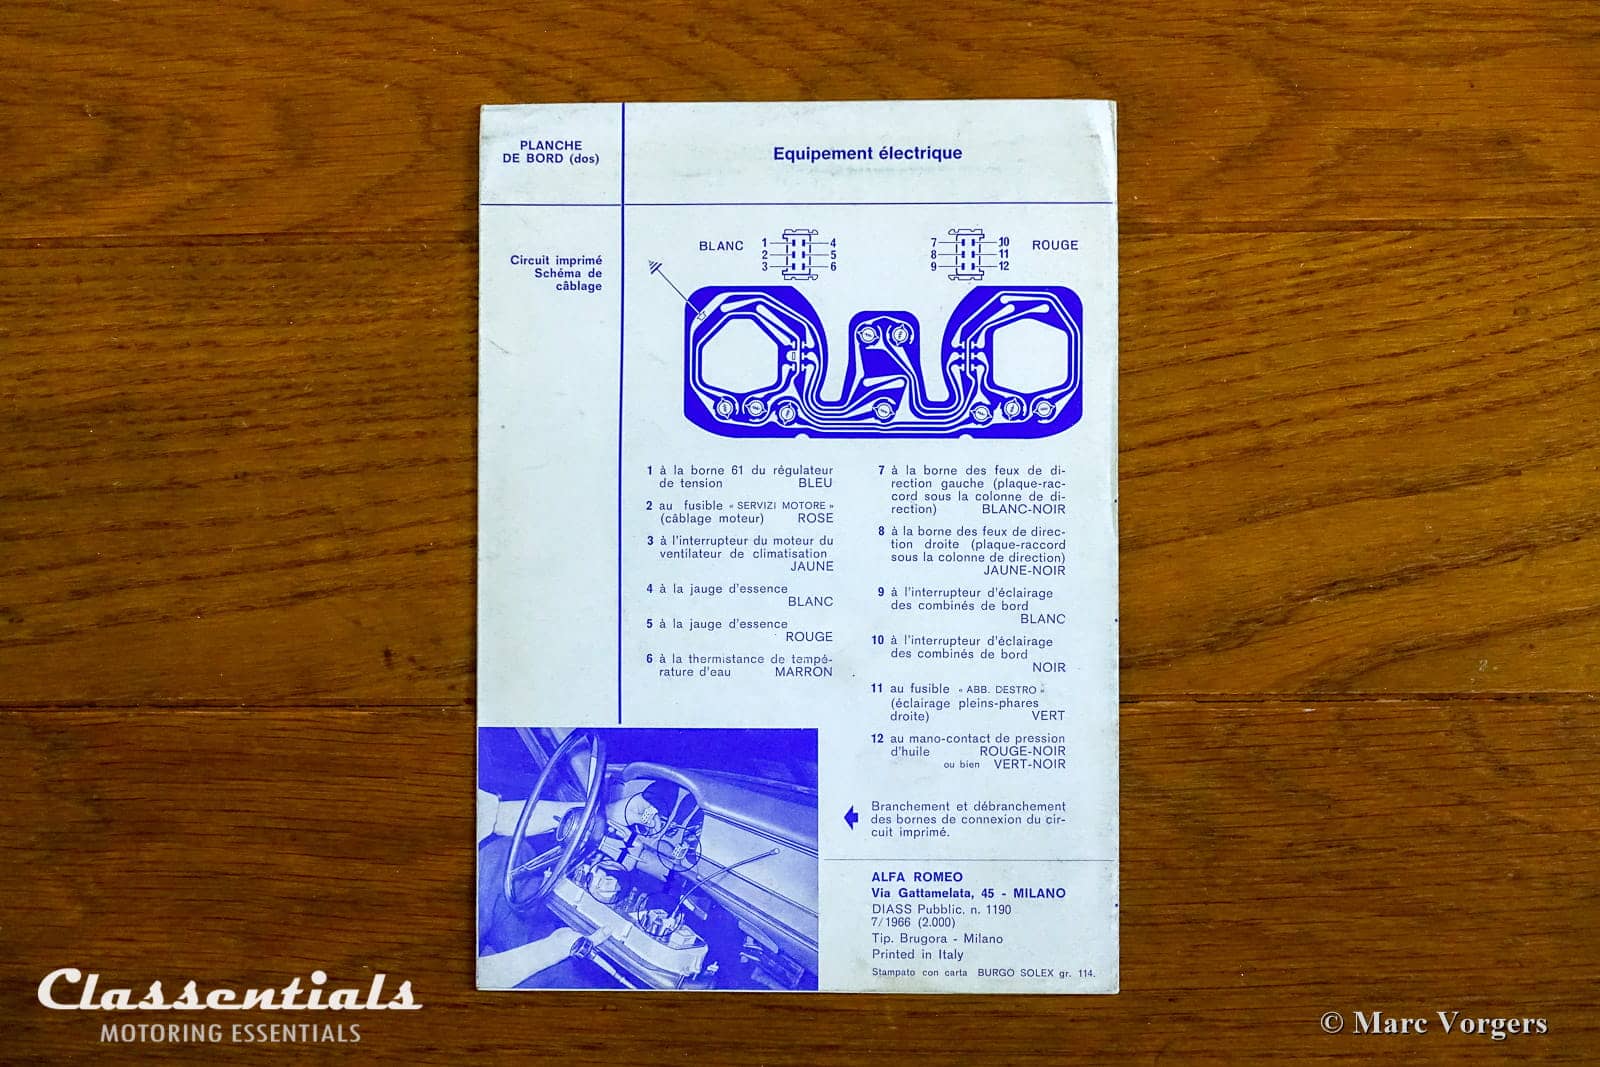 PLANCHE
DE BORD (dos)
Equipement électrique
Circuit imprimé
Schéma de
câblage
BLANC
1 4
2 5
3 6
7 10
8 11
9 12
ROUGE
1 à la borne 61 du régulateur
de tension BLEU
2 au fusible « SERVIZI MOTORE »
(câblage moteur) ROSE
3 à l'interrupteur du moteur du
ventilateur de climatisation
JAUNE
4 à la jauge d'essence
BLANC
5 à la jauge d'essence
ROUGE
6 à la thermistance de tempé-
rature d'eau MARRON
7 à la borne des feux de di-
rection gauche (plaque-rac-
cord sous la colonne de di-
rection) BLANC-NOIR
8 à la borne des feux de direc-
tion droite (plaque-raccord
sous la colonne de direction)
JAUNE-NOIR
9 à l'interrupteur d'éclairage
des combinés de bord
BLANC
10 à l'interrupteur d'éclairage
des combinés de bord
NOIR
11 au fusible « ABB. DESTRO »
(éclairage pleins-phares
droite) VERT
12 au mano-contact de pression
d'huile ROUGE-NOIR
ou bien VERT-NOIR
Branchement et débranchement
des bornes de connexion du cir-
cuit imprimé.
ALFA ROMEO
Via Gattamelata, 45 - MILANO
DIASS Pubblic. n. 1190
7/1966 (2.000)
Tip. Brugora - Milano
Printed in Italy
Stampato con carta BURGO SOLEX gr. 114.
Classentials
MOTORING ESSENTIALS
© Marc Vorgers